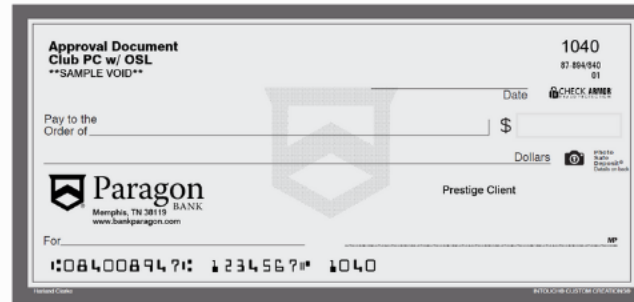 Approval Document
Club PC w/ OSL
**SAMPLE VOID**
1040
87-894/840
01
Date
CHECK ARMOR
Pay to the
Order of
$
Dollars
Photo
Safe
Deposit®
Details on back
Paragon
BANK
Memphis, TN 38119
www.bankparagon.com
Prestige Client
For
MP
⑆084008947⑆ 1234567⑈ 1040
Harland Clarke
INTOUCH® CUSTOM CREATIONS®